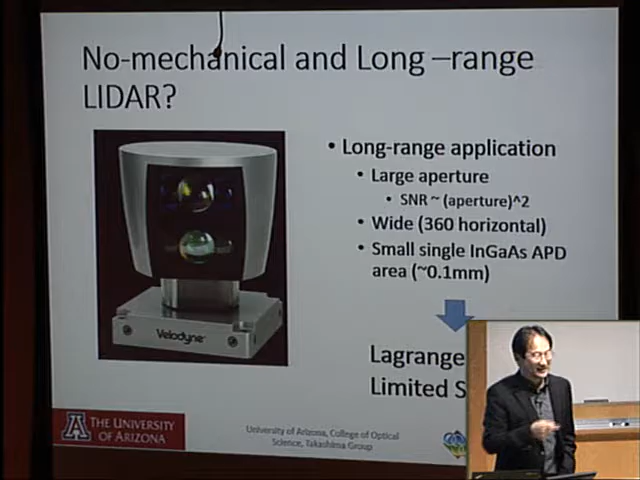 No-mechanical and Long –range
LIDAR?
• Long-range application
• Large aperture
• SNR ~ (aperture)^2
• Wide (360 horizontal)
• Small single InGaAs APD
area (~0.1mm)
Velodyne
Lagrange
Limited S
A
THE UNIVERSITY
OF ARIZONA
University of Arizona, College of Optical
Science, Takashima Group